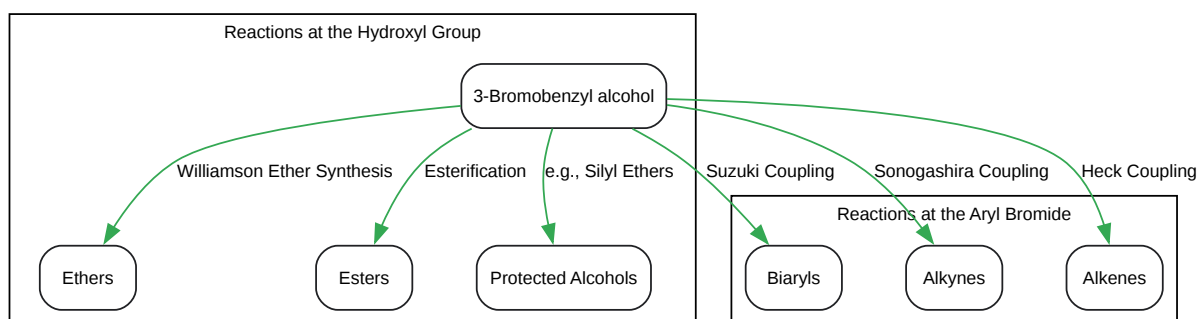 Reactions at the Hydroxyl Group
3-Bromobenzyl alcohol
Williamson Ether Synthesis
Esterification
e.g., Silyl Ethers
Suzuki Coupling
Sonogashira Coupling
Heck Coupling
Reactions at the Aryl Bromide
Ethers
Esters
Protected Alcohols
Biaryls
Alkynes
Alkenes